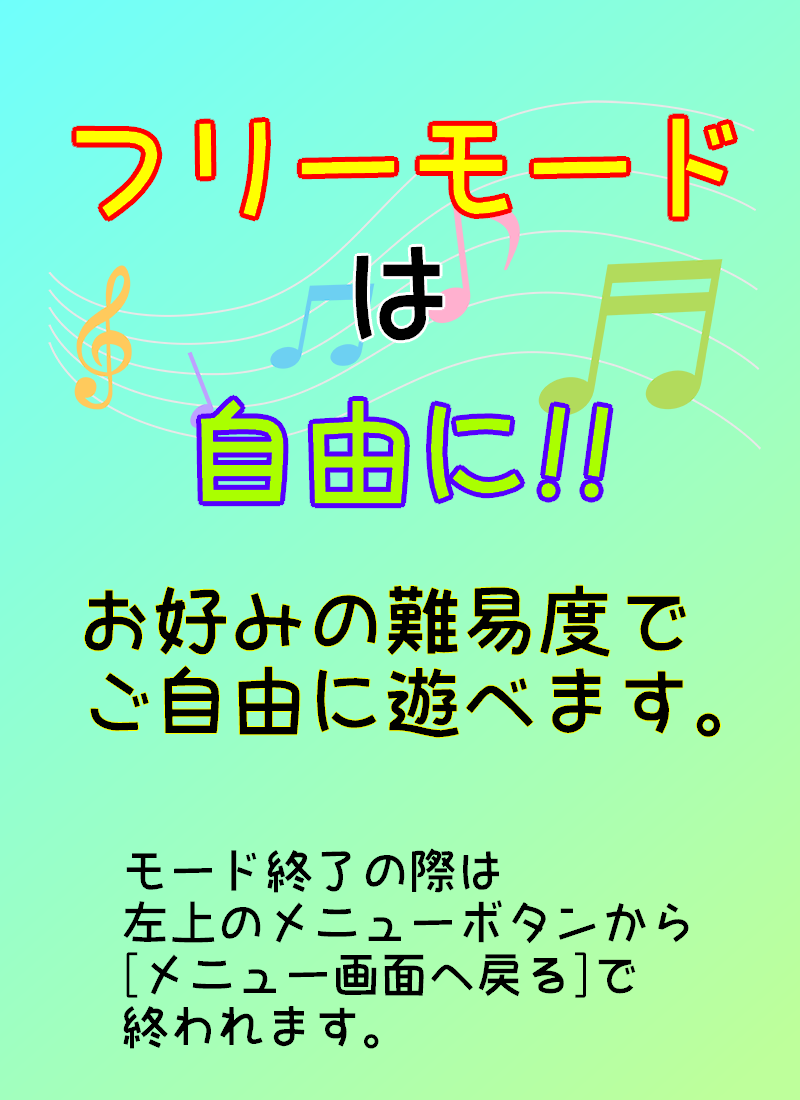 フリーモード
は
自由に!!
お好みの難易度で
ご自由に遊べます。
モード終了の際は
左上のメニューボタンから
[メニュー画面へ戻る]で
終われます。